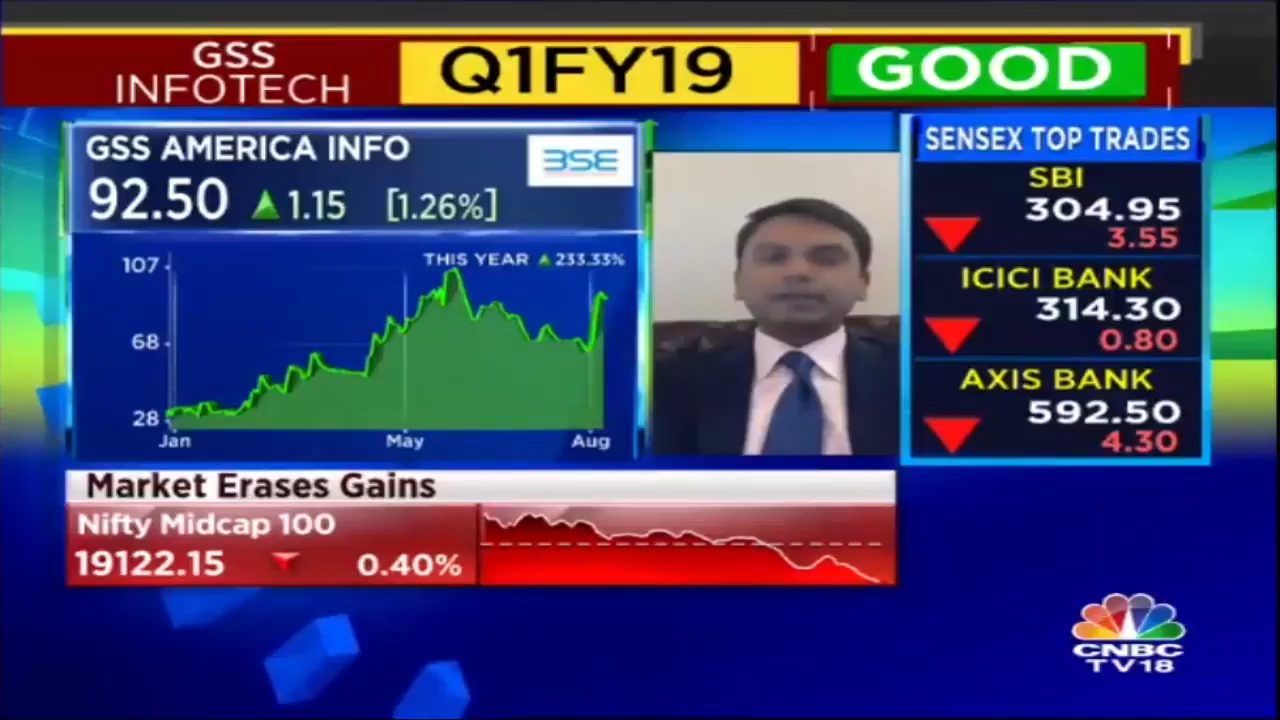 GSS
INFOTECH
Q1FY19
GOOD
GSS AMERICA INFO
BSE
92.50 ▲ 1.15 [1.26%]
THIS YEAR ▲ 233.33%
107
68
28
Jan May Aug
SENSEX TOP TRADES
SBI
304.95
▼ 3.55
ICICI BANK
314.30
▼ 0.80
AXIS BANK
592.50
▼ 4.30
Market Erases Gains
Nifty Midcap 100
19122.15 ▼ 0.40%
CNBC
TV18